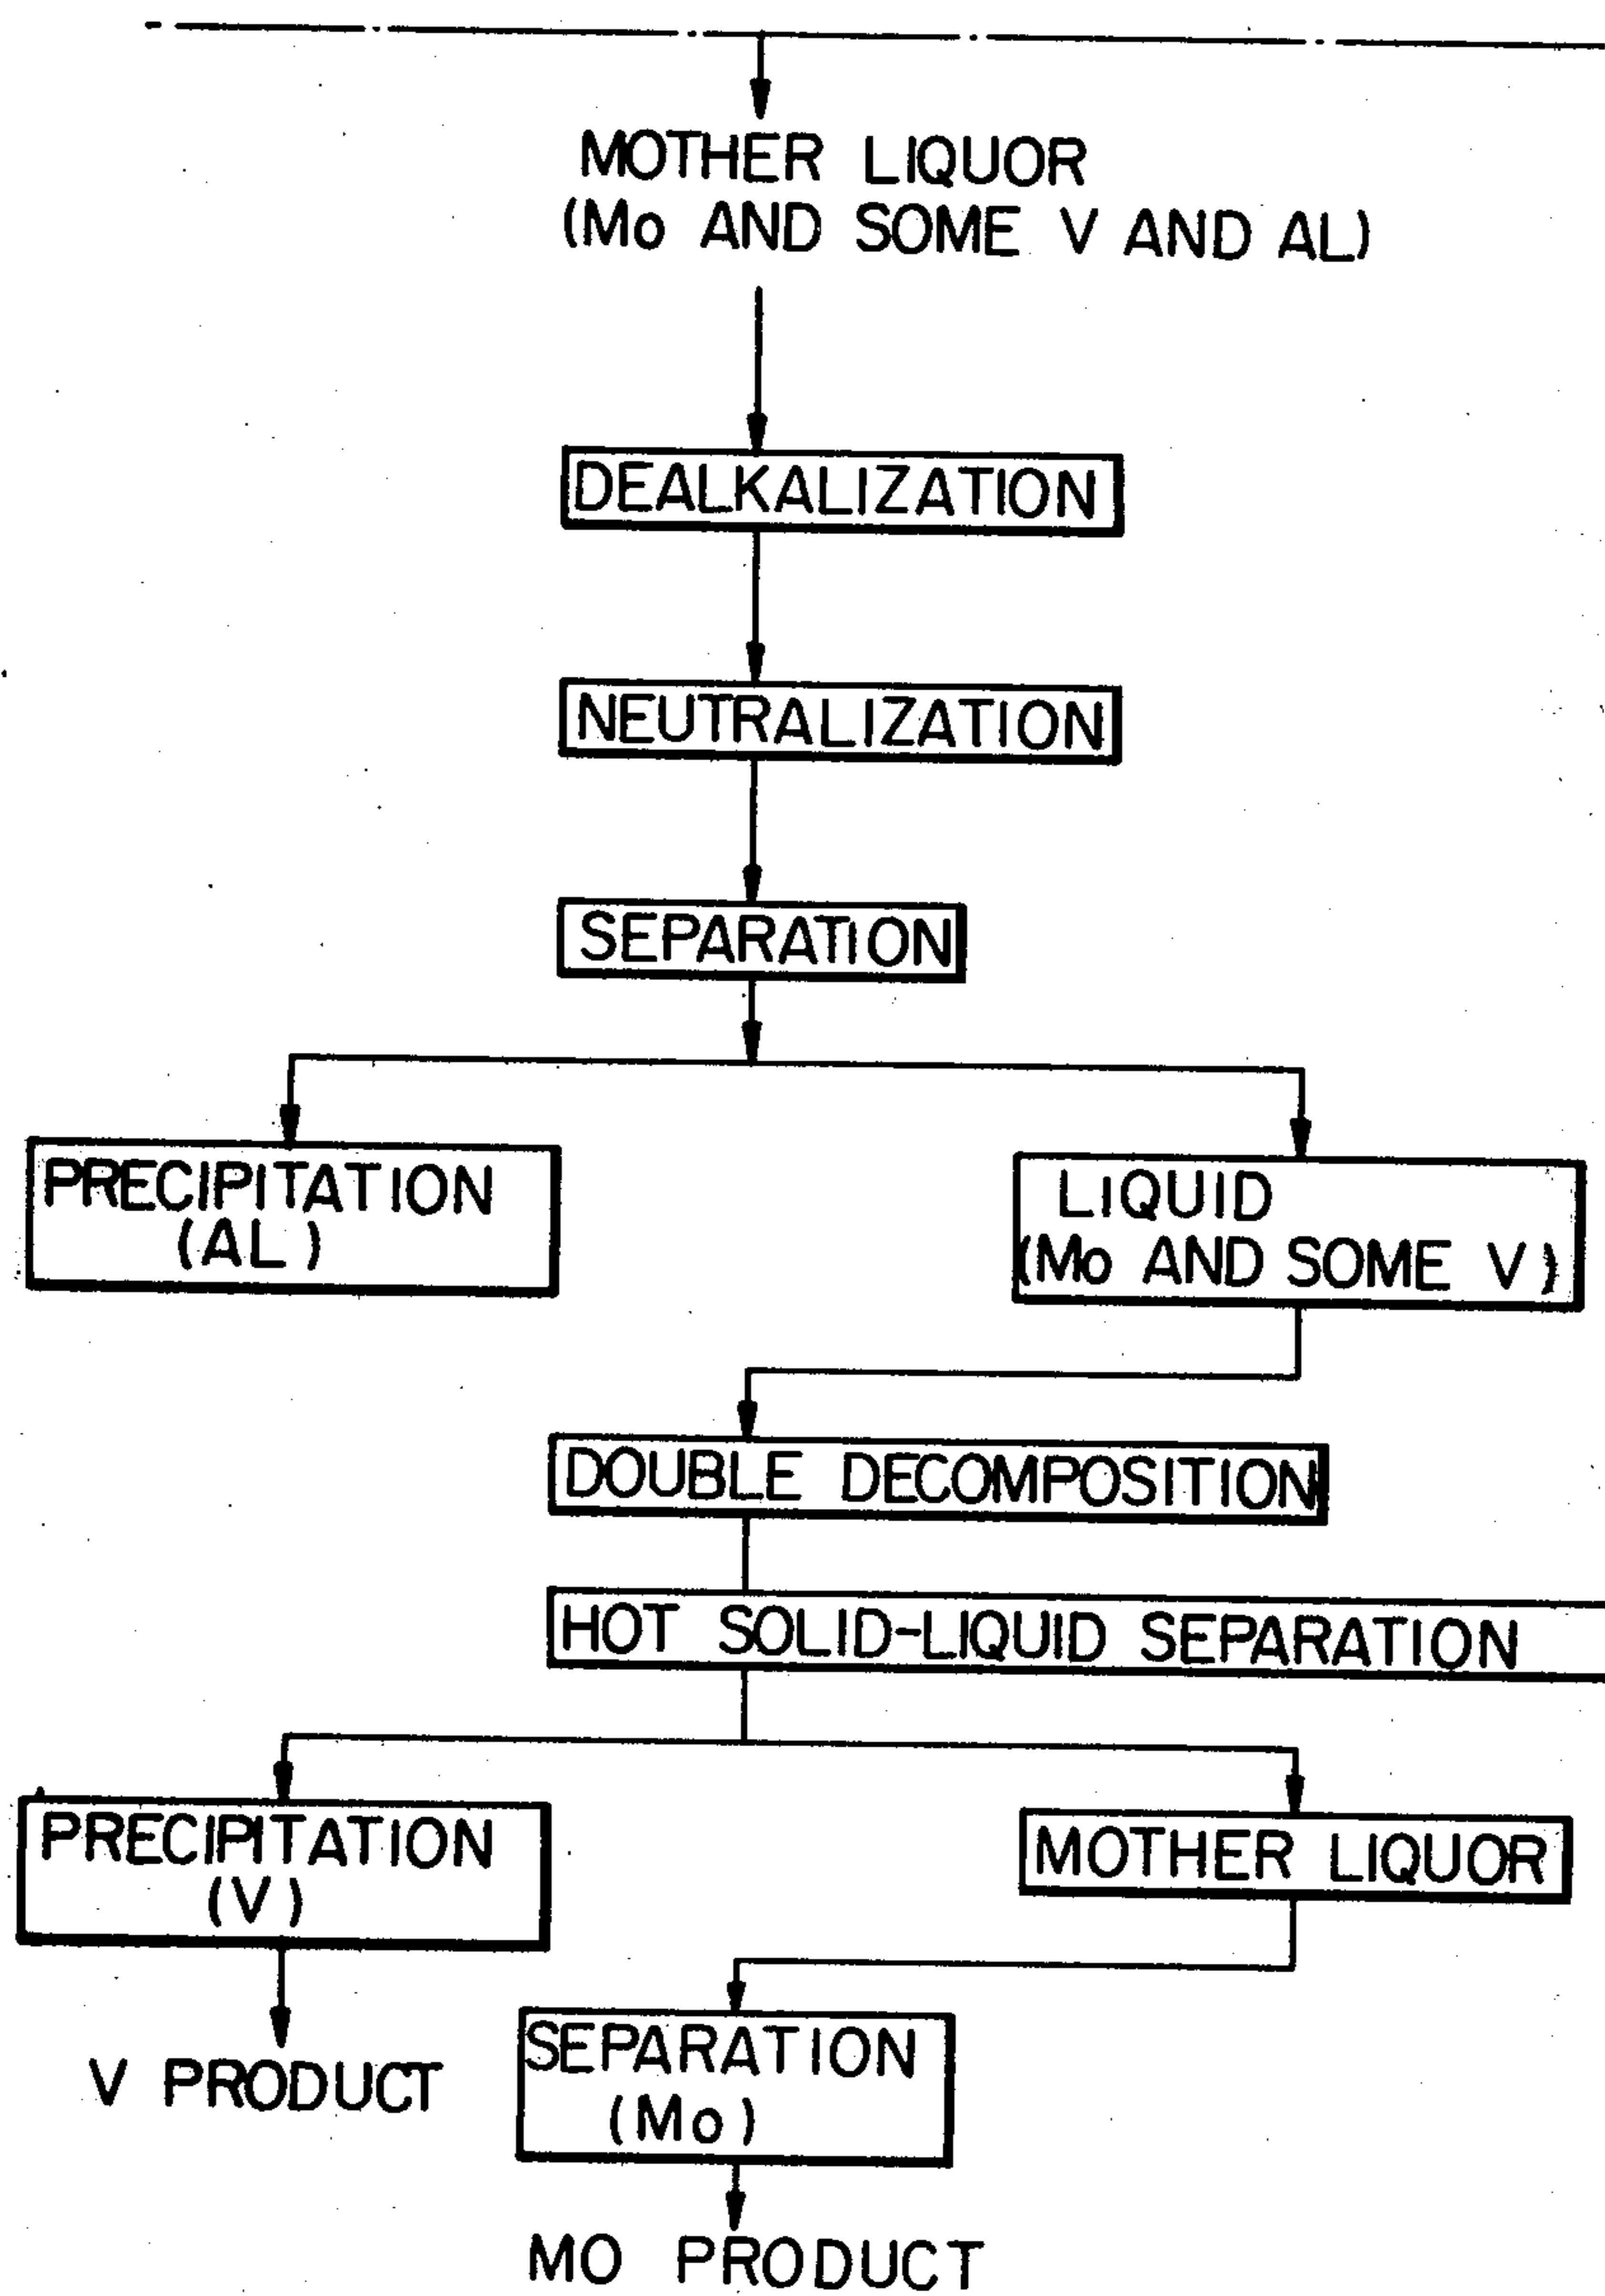 MOTHER LIQUOR
(Mo AND SOME V AND AL)
DEALKALIZATION
NEUTRALIZATION
SEPARATION
PRECIPITATION
(AL)
LIQUID
(Mo AND SOME V)
DOUBLE DECOMPOSITION
HOT SOLID-LIQUID SEPARATION
PRECIPITATION
(V)
MOTHER LIQUOR
V PRODUCT
SEPARATION
(Mo)
MO PRODUCT